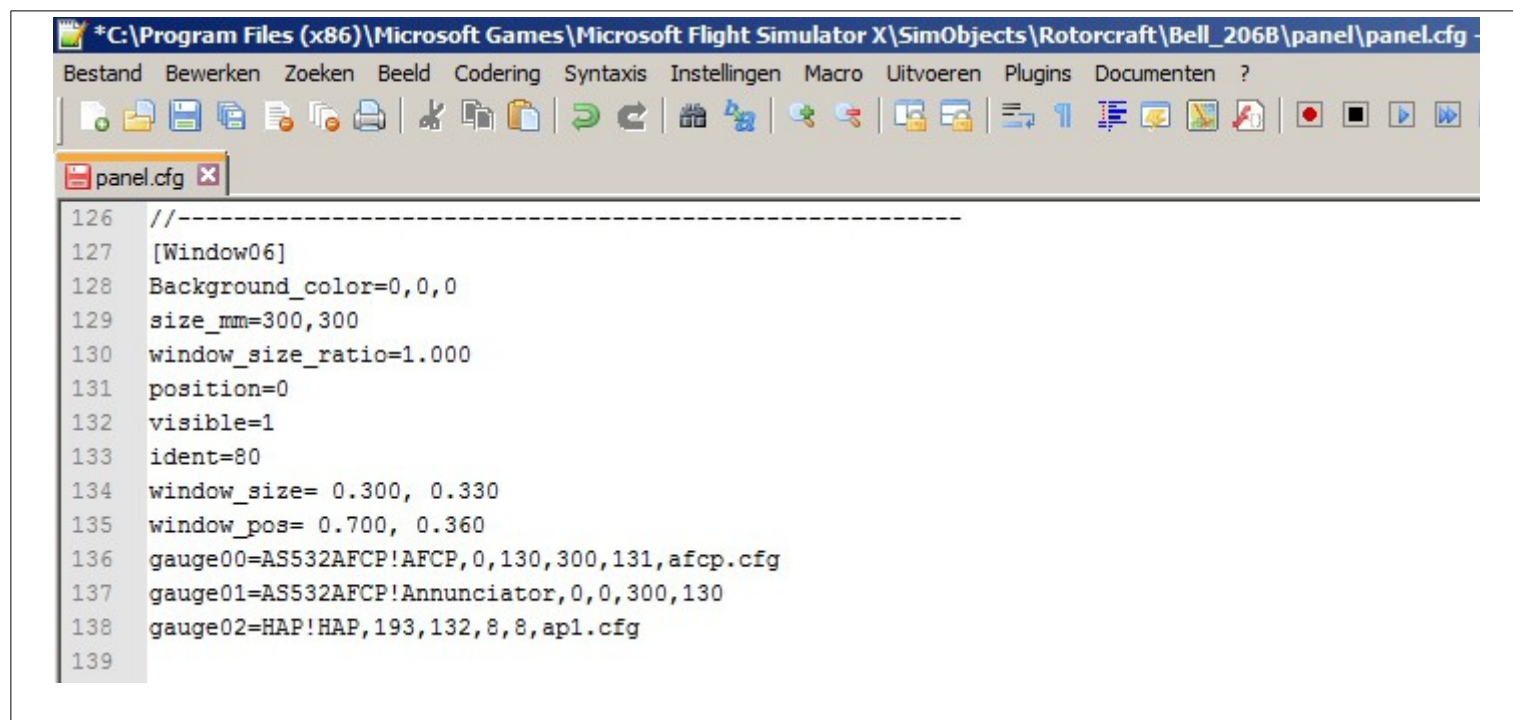 *C:\Program Files (x86)\Microsoft Games\Microsoft Flight Simulator X\SimObjects\Rotorcraft\Bell_206B\panel\panel.cfg -
Bestand Bewerken Zoeken Beeld Codering Syntaxis Instellingen Macro Uitvoeren Plugins Documenten ?
panel.cfg
126 //--------------------------------------------------------
127 [Window06]
128 Background_color=0,0,0
129 size_mm=300,300
130 window_size_ratio=1.000
131 position=0
132 visible=1
133 ident=80
134 window_size= 0.300, 0.330
135 window_pos= 0.700, 0.360
136 gauge00=AS532AFCP!AFCP,0,130,300,131,afcp.cfg
137 gauge01=AS532AFCP!Annunciator,0,0,300,130
138 gauge02=HAP!HAP,193,132,8,8,ap1.cfg
139